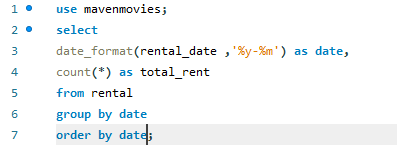 1 use mavenmovies;
2 select
3 date_format(rental_date ,'%y-%m') as date,
4 count(*) as total_rent
5 from rental
6 group by date
7 order by date;